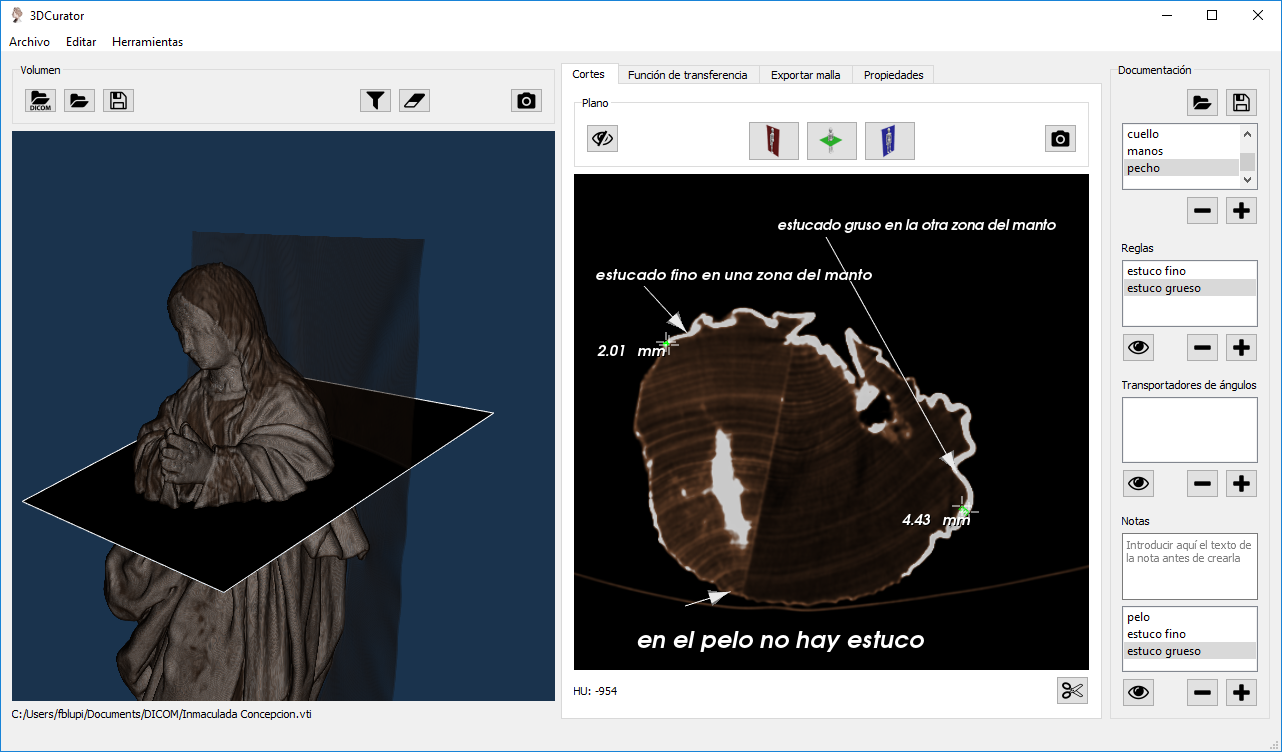 3DCurator
Archivo Editar Herramientas
Volumen
DICOM
C:/Users/fblupi/Documents/DICOM/Inmaculada Concepcion.vti
Cortes Función de transferencia Exportar malla Propiedades
Plano
estucado gruso en la otra zona del manto
estucado fino en una zona del manto
2.01 mm
4.43 mm
en el pelo no hay estuco
HU: -954
Documentación
cuello
manos
pecho
Reglas
estuco fino
estuco grueso
Transportadores de ángulos
Notas
Introducir aquí el texto de
la nota antes de crearla
pelo
estuco fino
estuco grueso